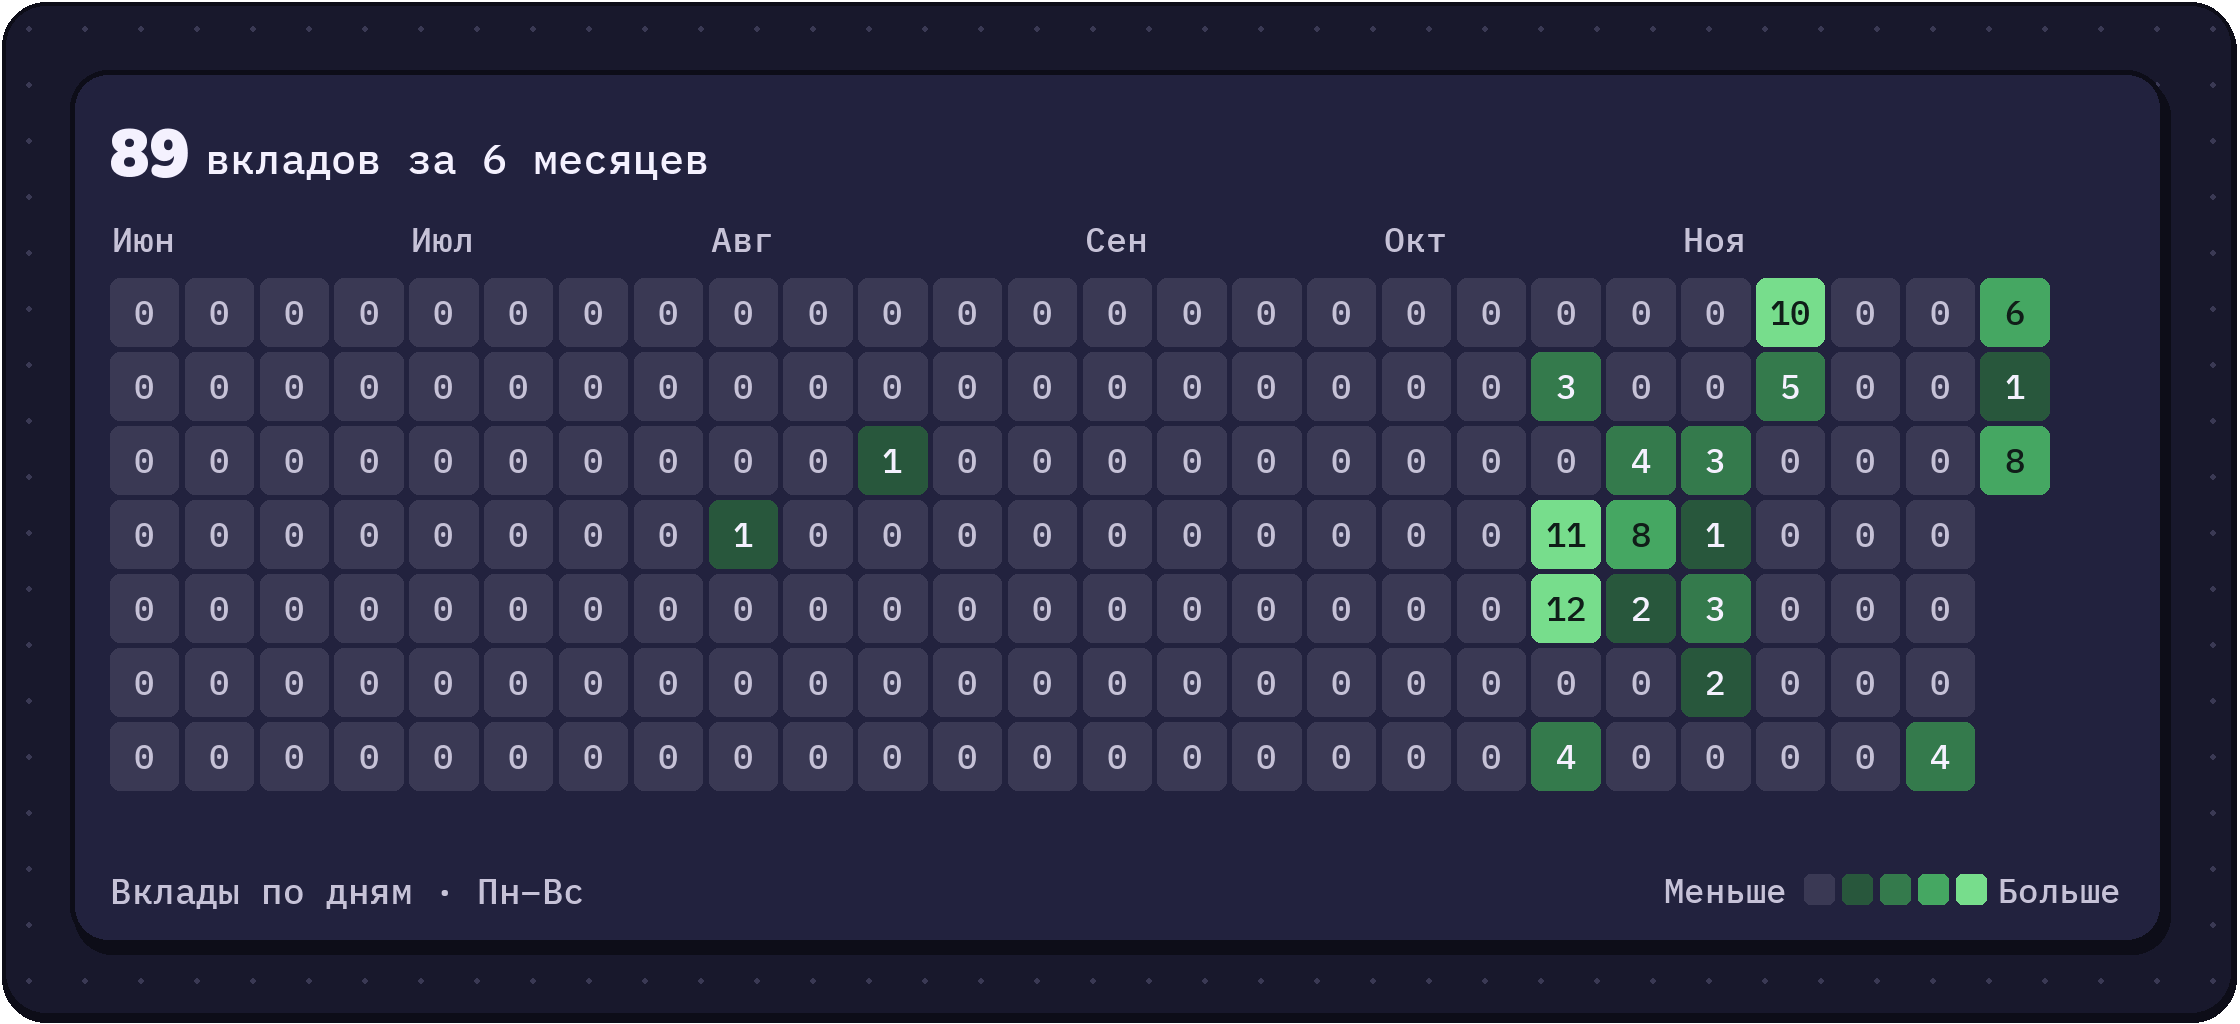 89 вкладов за 6 месяцев
Июн Июл Авг Сен Окт Ноя
0 0 0 0 0 0 0 0 0 0 0 0 0 0 0 0 0 0 0 0 0 0 10 0 0 6
0 0 0 0 0 0 0 0 0 0 0 0 0 0 0 0 0 0 0 3 0 0 5 0 0 1
0 0 0 0 0 0 0 0 0 0 1 0 0 0 0 0 0 0 0 0 4 3 0 0 0 8
0 0 0 0 0 0 0 0 1 0 0 0 0 0 0 0 0 0 0 11 8 1 0 0 0
0 0 0 0 0 0 0 0 0 0 0 0 0 0 0 0 0 0 0 12 2 3 0 0 0
0 0 0 0 0 0 0 0 0 0 0 0 0 0 0 0 0 0 0 0 0 2 0 0 0
0 0 0 0 0 0 0 0 0 0 0 0 0 0 0 0 0 0 0 4 0 0 0 0 4
Вклады по дням · Пн–Вс
Меньше Больше